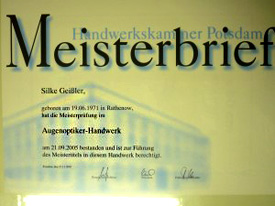 Handwerkskammer Potsdam
Meisterbrief
Silke Geißler,
geboren am 19.06.1971 in Rathenow,
hat die Meisterprüfung im
Augenoptiker-Handwerk
am 21.09.2005 bestanden und ist zur Führung
des Meistertitels in diesem Handwerk berechtigt.